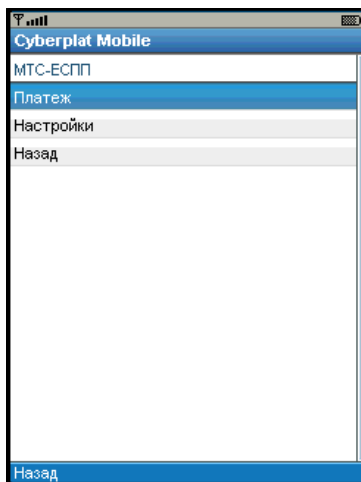 Cyberplat Mobile
МТС-ЕСПП
Платеж
Настройки
Назад
Назад